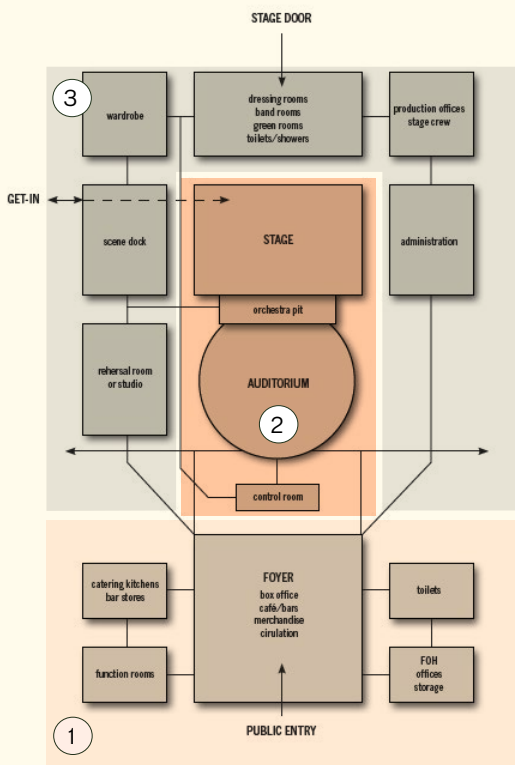 STAGE DOOR
3
wardrobe
dressing rooms
band rooms
green rooms
toilets/showers
production offices
stage crew
GET-IN
scene dock
STAGE
administration
orchestra pit
rehersal room
or studio
AUDITORIUM
2
control room
catering kitchens
bar stores
FOYER
box office
café/bars
merchandise
cirulation
toilets
function rooms
FOH
offices
storage
1
PUBLIC ENTRY